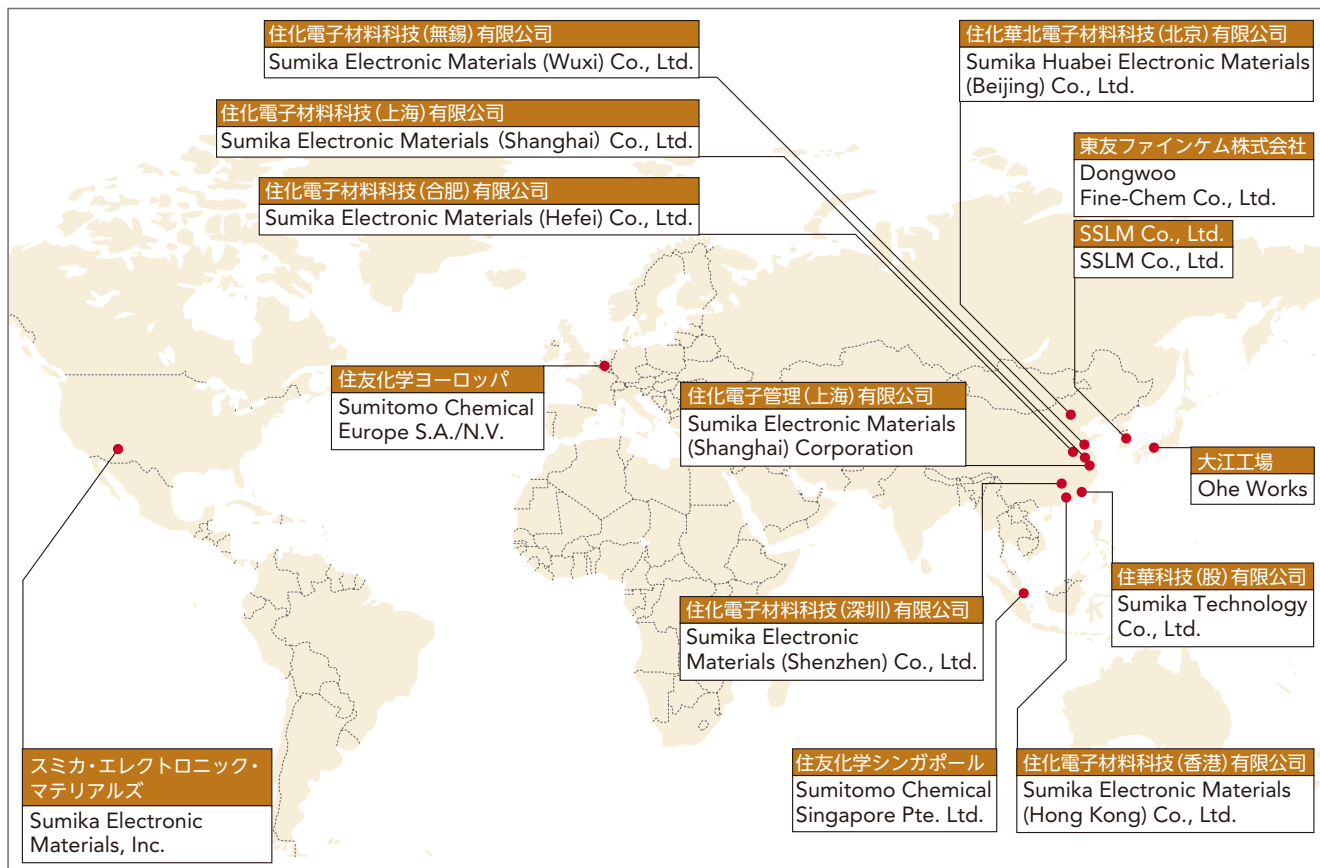 住化電子材料科技(無錫)有限公司
Sumika Electronic Materials (Wuxi) Co., Ltd.
住化電子材料科技(上海)有限公司
Sumika Electronic Materials (Shanghai) Co., Ltd.
住化電子材料科技(合肥)有限公司
Sumika Electronic Materials (Hefei) Co., Ltd.
住化華北電子材料科技(北京)有限公司
Sumika Huabei Electronic Materials
(Beijing) Co., Ltd.
東友ファインケム株式会社
Dongwoo
Fine-Chem Co., Ltd.
SSLM Co., Ltd.
SSLM Co., Ltd.
住友化学ヨーロッパ
Sumitomo Chemical
Europe S.A./N.V.
住化電子管理(上海)有限公司
Sumika Electronic Materials
(Shanghai) Corporation
大江工場
Ohe Works
住華科技(股)有限公司
Sumika Technology
Co., Ltd.
住化電子材料科技(深圳)有限公司
Sumika Electronic
Materials (Shenzhen) Co., Ltd.
スミカ・エレクトロニック・
マテリアルズ
Sumika Electronic
Materials, Inc.
住友化学シンガポール
Sumitomo Chemical
Singapore Pte. Ltd.
住化電子材料科技(香港)有限公司
Sumika Electronic Materials
(Hong Kong) Co., Ltd.